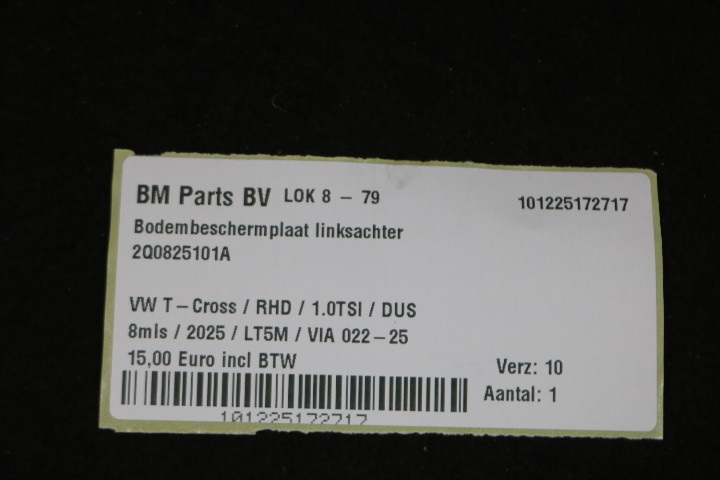 BM Parts BV LOK 8 - 79 101225172717
Bodembeschermplaat linksachter
2Q0825101A
VW T-Cross / RHD / 1.0TSI / DUS
8mls / 2025 / LT5M / VIA 022-25
15,00 Euro incl BTW
Verz: 10
Aantal: 1
101225172717